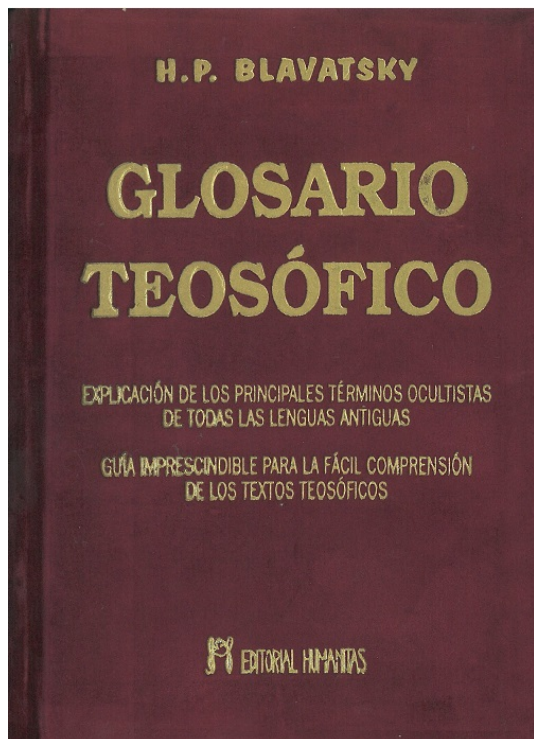 H.P. BLAVATSKY
GLOSARIO
TEOSÓFICO
EXPLICACIÓN DE LOS PRINCIPALES TÉRMINOS OCULTISTAS
DE TODAS LAS LENGUAS ANTIGUAS
GUÍA IMPRESCINDIBLE PARA LA FÁCIL COMPRENSIÓN
DE LOS TEXTOS TEOSÓFICOS
EDITORIAL HUMANITAS